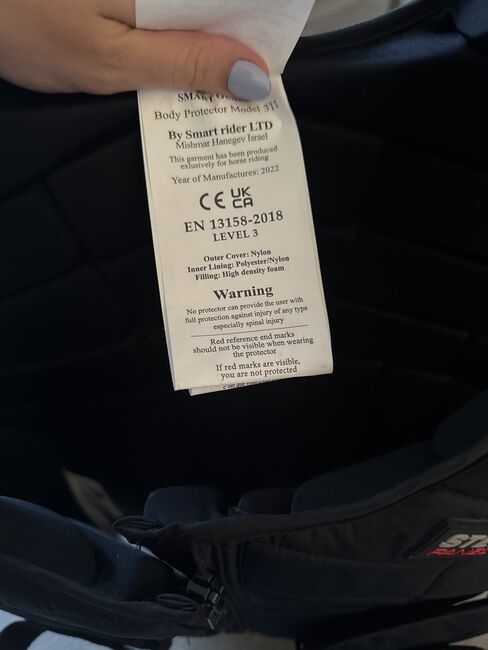 SMART
Body Protector Model 311
By Smart rider LTD
Mishmar Hanegev Israel
This garment has been produced
exlusively for horse riding
Year of Manufactures: 2022
CE UK
CA
EN 13158-2018
LEVEL 3
Outer Cover: Nylon
Inner Lining: Polyester/Nylon
Filling: High density foam
Warning
No protector can provide the user with
full protection against injury of any type
especially spinal injury
Red reference end marks
should not be visible when wearing
the protector
If red marks are visible,
you are not protected